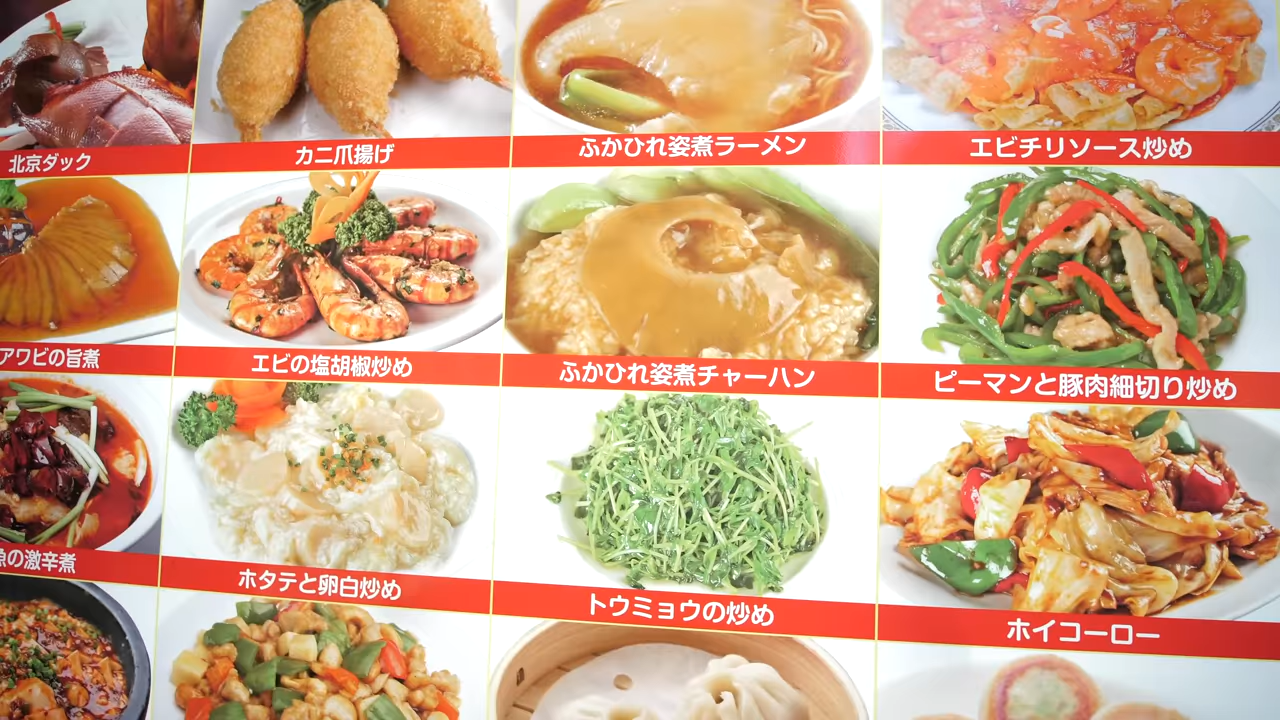 北京ダック
カニ爪揚げ
ふかひれ姿煮ラーメン
エビチリソース炒め
アワビの旨煮
エビの塩胡椒炒め
ふかひれ姿煮チャーハン
ピーマンと豚肉細切り炒め
魚の激辛煮
ホタテと卵白炒め
トウミョウの炒め
ホイコーロー